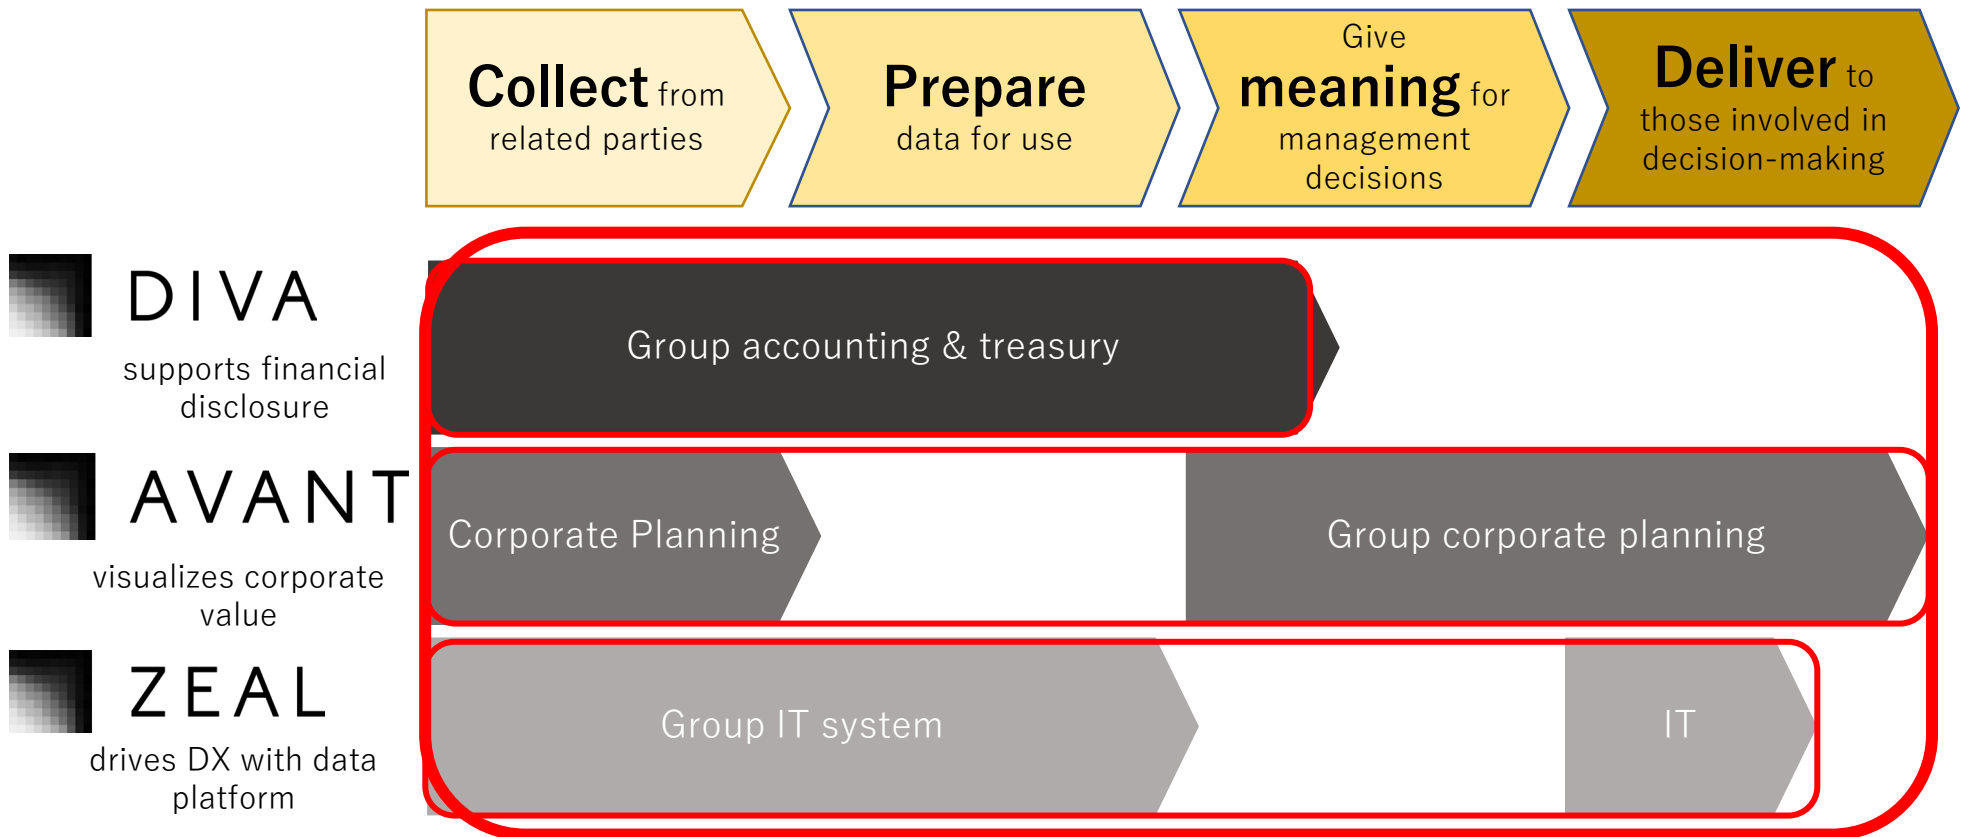 Collect from
related parties
Prepare
data for use
Give
meaning for
management
decisions
Deliver to
those involved in
decision-making
DIVA
supports financial
disclosure
Group accounting & treasury
AVANT
visualizes corporate
value
Corporate Planning
Group corporate planning
ZEAL
drives DX with data
platform
Group IT system
IT